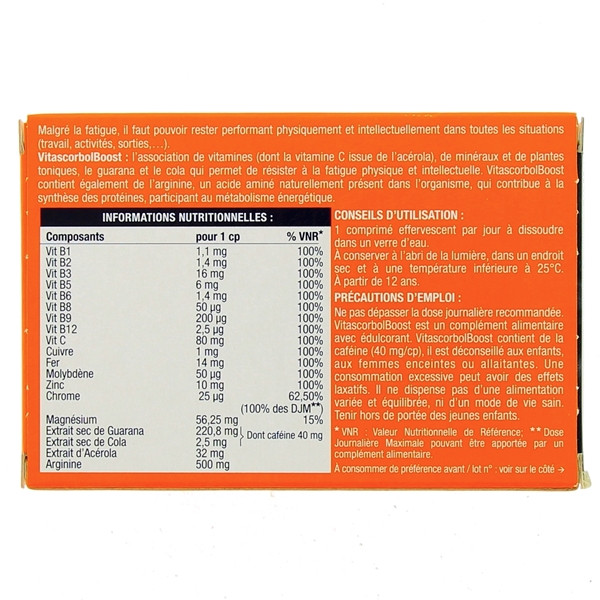 Malgré la fatigue, il faut pouvoir rester performant physiquement et intellectuellement dans toutes les situations
(travail, activités, sorties,...).
VitascorbolBoost : l'association de vitamines (dont la vitamine C issue de l'acérola), de minéraux et de plantes
toniques, le guarana et le cola qui permet de résister à la fatigue physique et intellectuelle. VitascorbolBoost
contient également de l'arginine, un acide aminé naturellement présent dans l'organisme, qui contribue à la
synthèse des protéines, participant au métabolisme énergétique.
INFORMATIONS NUTRITIONNELLES :
Composants pour 1 cp % VNR*
Vit B1 1,1 mg 100%
Vit B2 1,4 mg 100%
Vit B3 16 mg 100%
Vit B5 6 mg 100%
Vit B6 1,4 mg 100%
Vit B8 50 µg 100%
Vit B9 200 µg 100%
Vit B12 2,5 µg 100%
Vit C 80 mg 100%
Cuivre 1 mg 100%
Fer 14 mg 100%
Molybdène 50 µg 100%
Zinc 10 mg 100%
Chrome 25 µg 62,50%
(100% des DJM**)
Magnésium 56,25 mg 15%
Extrait sec de Guarana 220,8 mg
Extrait sec de Cola 2,5 mg
} Dont caféine 40 mg
Extrait d'Acérola 32 mg
Arginine 500 mg
CONSEILS D'UTILISATION :
1 comprimé effervescent par jour à dissoudre
dans un verre d'eau.
À conserver à l'abri de la lumière, dans un endroit
sec et à une température inférieure à 25°C.
À partir de 12 ans.
PRÉCAUTIONS D'EMPLOI :
Ne pas dépasser la dose journalière recommandée.
VitascorbolBoost est un complément alimentaire
avec édulcorant. VitascorbolBoost contient de la
caféine (40 mg/cp), il est déconseillé aux enfants,
aux femmes enceintes ou allaitantes. Une
consommation excessive peut avoir des effets
laxatifs. Il ne dispense pas d'une alimentation
variée et équilibrée, ni d'un mode de vie sain.
Tenir hors de portée des jeunes enfants.
* VNR : Valeur Nutritionnelle de Référence; ** Dose
Journalière Maximale pouvant être apportée par un
complément alimentaire.
À consommer de préférence avant / lot n° : voir sur le côté →